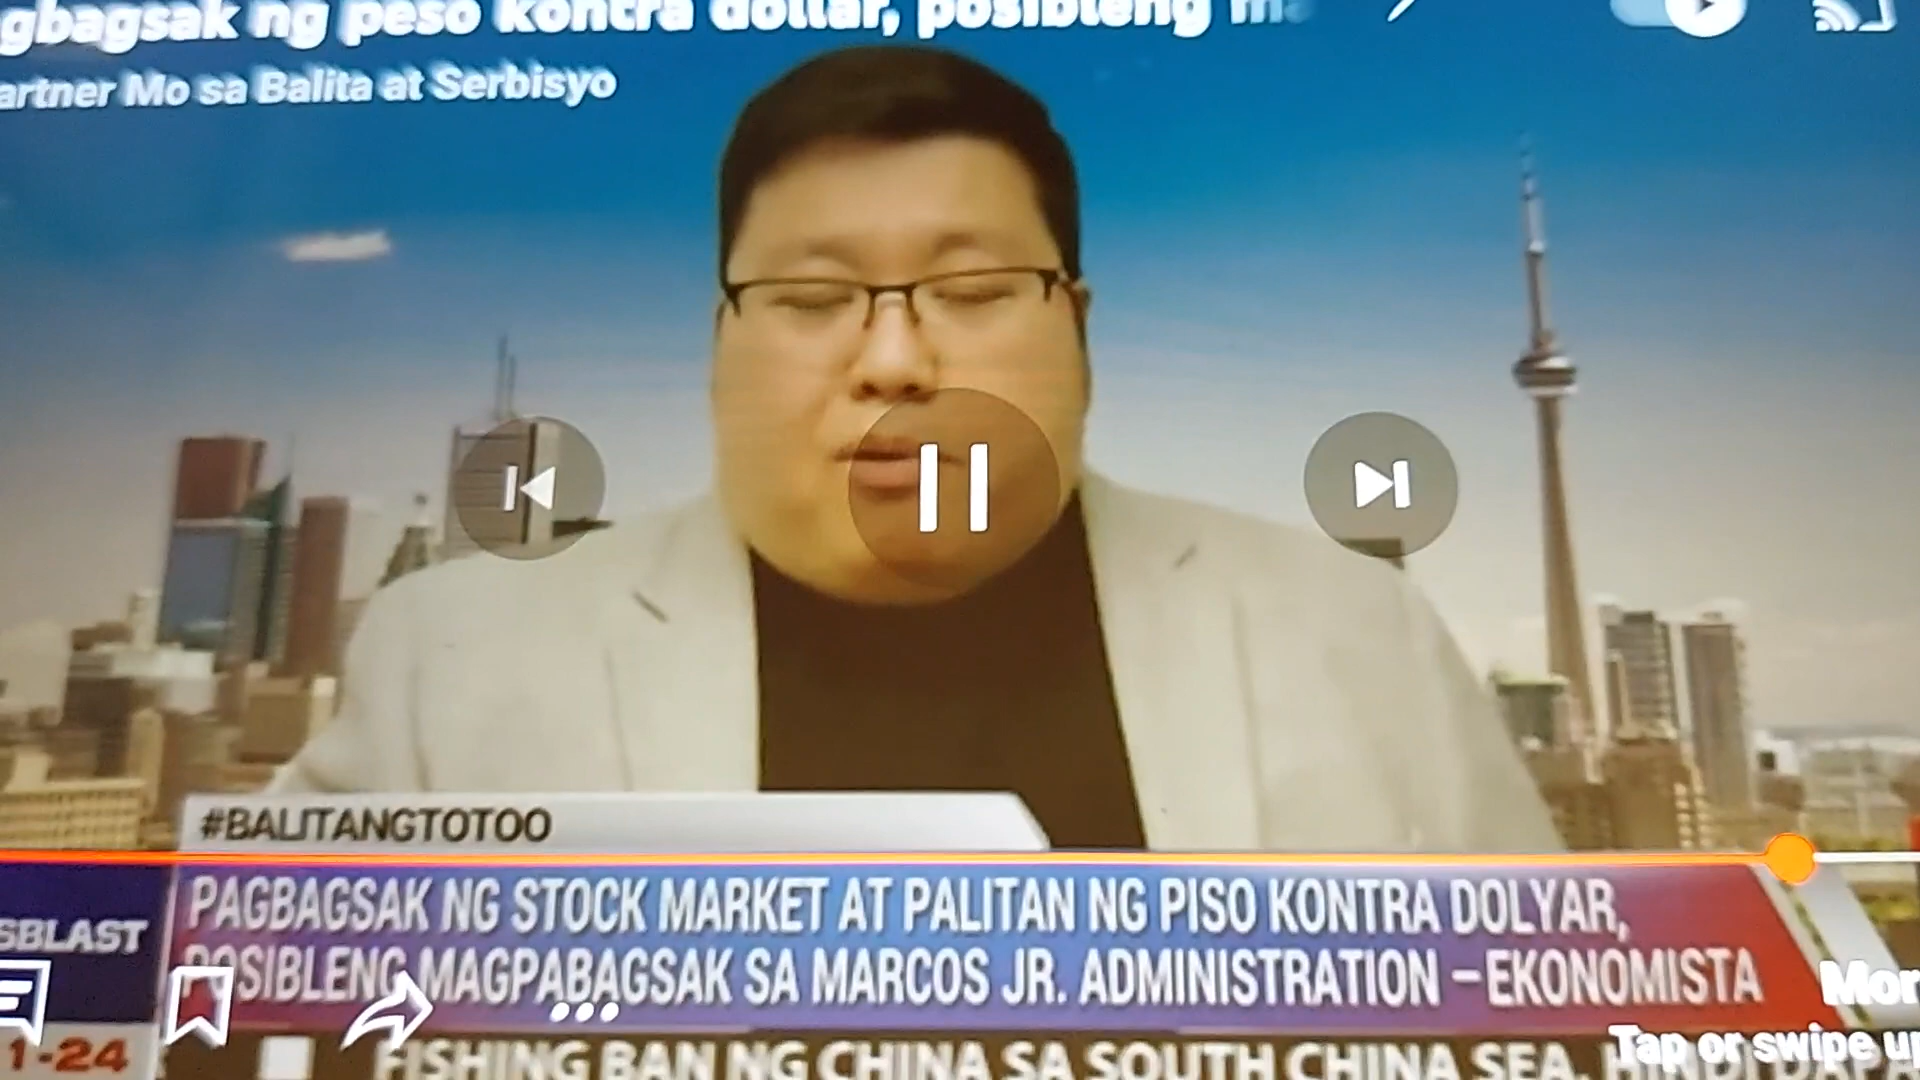 gbagsak ng peso kontra dollar, posibleng
artner Mo sa Balita at Serbisyo
#BALITANGTOTOO
SBLAST
PAGBAGSAK NG STOCK MARKET AT PALITAN NG PISO KONTRA DOLYAR,
POSIBLENG MAGPABAGSAK SA MARCOS JR. ADMINISTRATION – EKONOMISTA
Mor
Tap or swipe up
1-24
FISHING BAN NG CHINA SA SOUTH CHINA SEA,